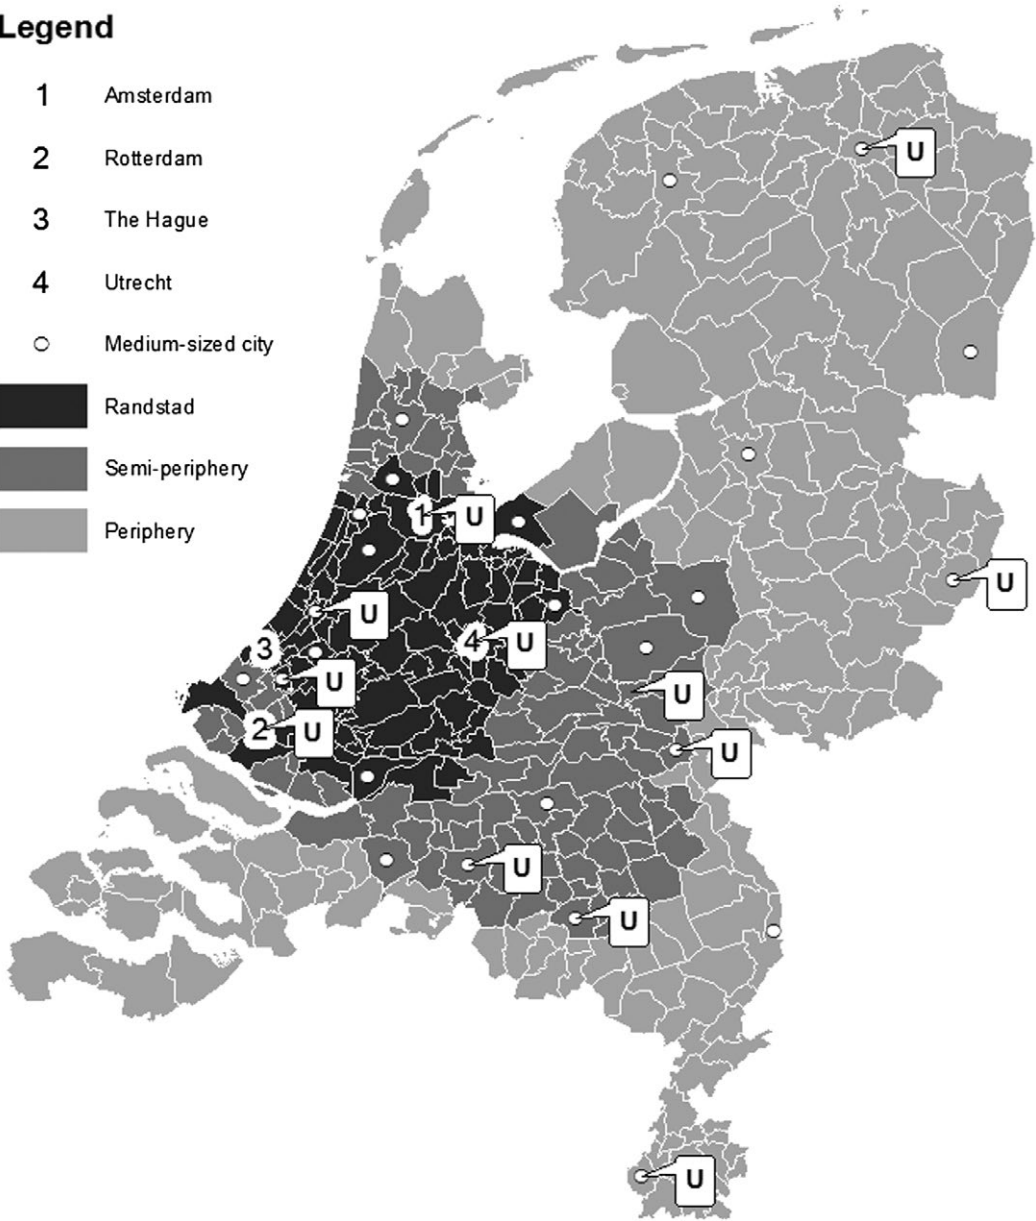 Legend
1 Amsterdam
2 Rotterdam
3 The Hague
4 Utrecht
Medium-sized city
Randstad
Semi-periphery
Periphery
U
U
1 U
U
U
3
4 U
U
U
2 U
U
U
U
U